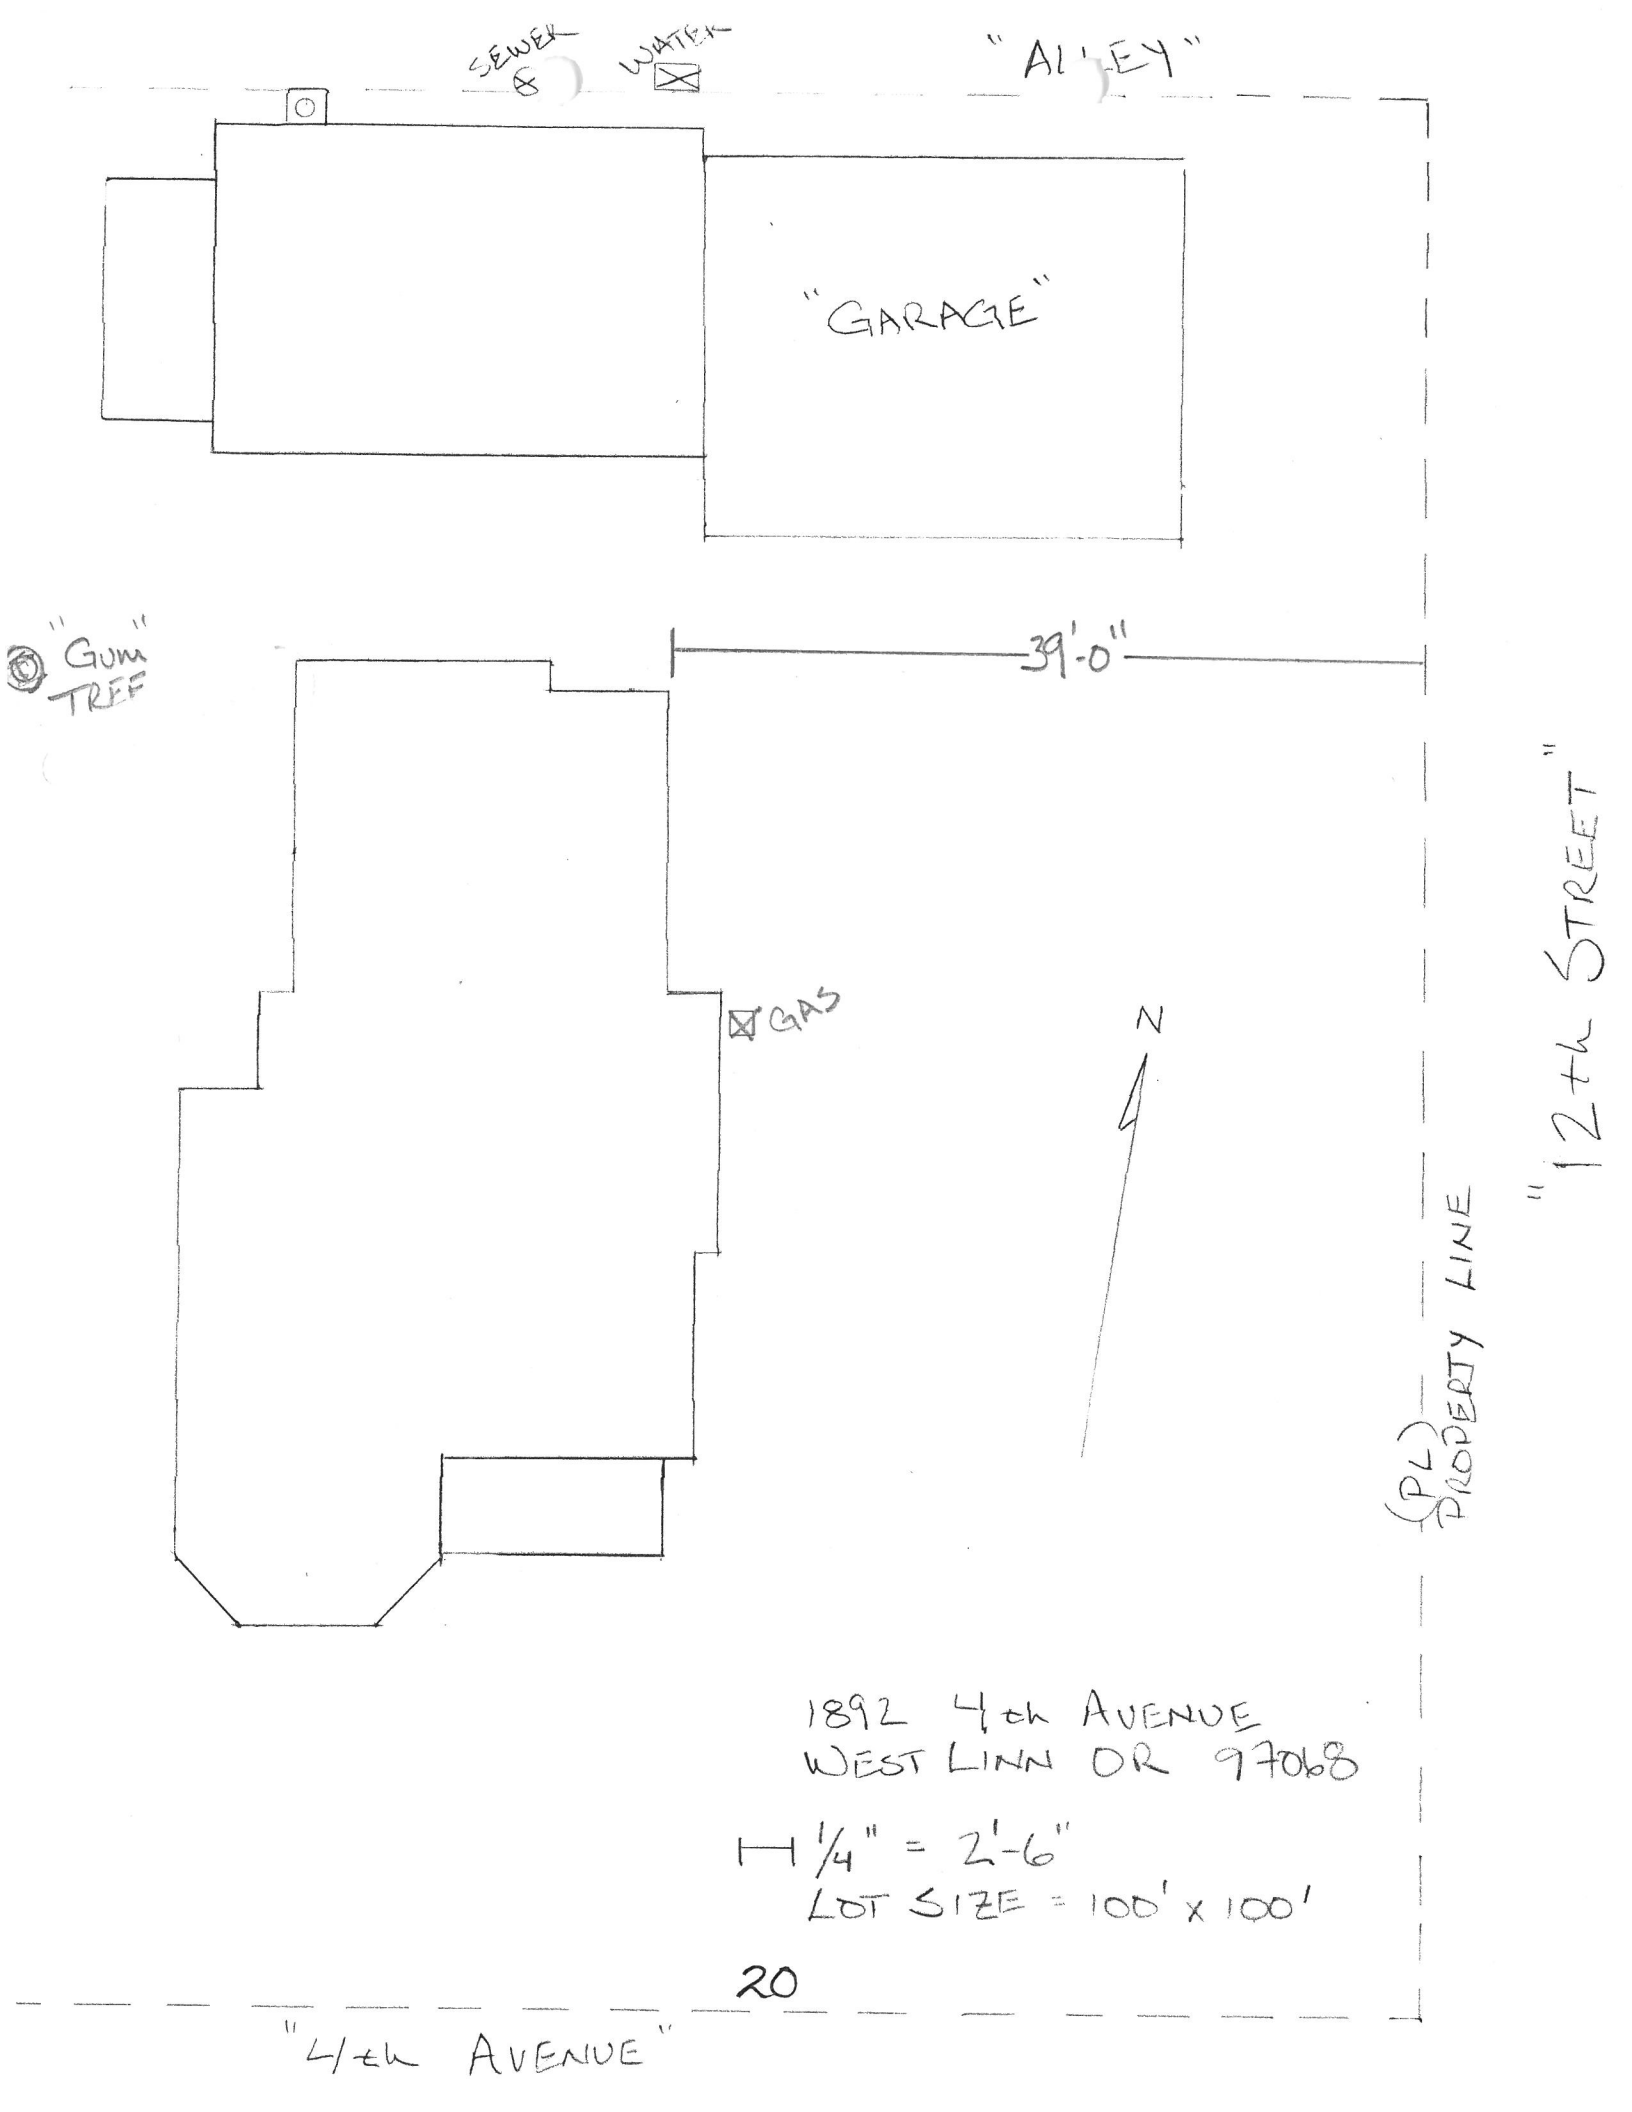 SEWER
WATER
"ALLEY"
"GARAGE"
"GUM"
TREE
39'-0"
GAS
N
"12th STREET"
(PL)
PROPERTY LINE
1892 4th AVENUE
WEST LINN OR 97068
1/4" = 2'-6"
LOT SIZE = 100' x 100'
20
"4th AVENUE"